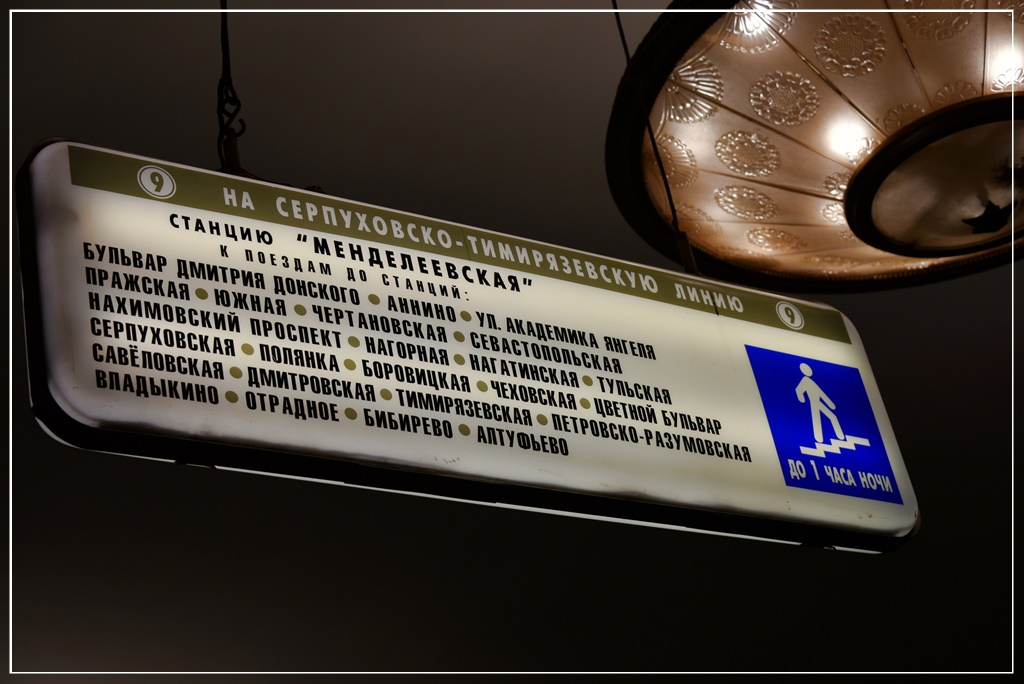 9 НА СЕРПУХОВСКО-ТИМИРЯЗЕВСКУЮ ЛИНИЮ 9
СТАНЦИЮ "МЕНДЕЛЕЕВСКАЯ"
К ПОЕЗДАМ ДО СТАНЦИЙ:
БУЛЬВАР ДМИТРИЯ ДОНСКОГО • АННИНО • УЛ. АКАДЕМИКА ЯНГЕЛЯ
ПРАЖСКАЯ • ЮЖНАЯ • ЧЕРТАНОВСКАЯ • СЕВАСТОПОЛЬСКАЯ
НАХИМОВСКИЙ ПРОСПЕКТ • НАГОРНАЯ • НАГАТИНСКАЯ • ТУЛЬСКАЯ
СЕРПУХОВСКАЯ • ПОЛЯНКА • БОРОВИЦКАЯ • ЧЕХОВСКАЯ • ЦВЕТНОЙ БУЛЬВАР
САВЁЛОВСКАЯ • ДМИТРОВСКАЯ • ТИМИРЯЗЕВСКАЯ • ПЕТРОВСКО-РАЗУМОВСКАЯ
ВЛАДЫКИНО • ОТРАДНОЕ • БИБИРЕВО • АЛТУФЬЕВО
ДО 1 ЧАСА НОЧИ